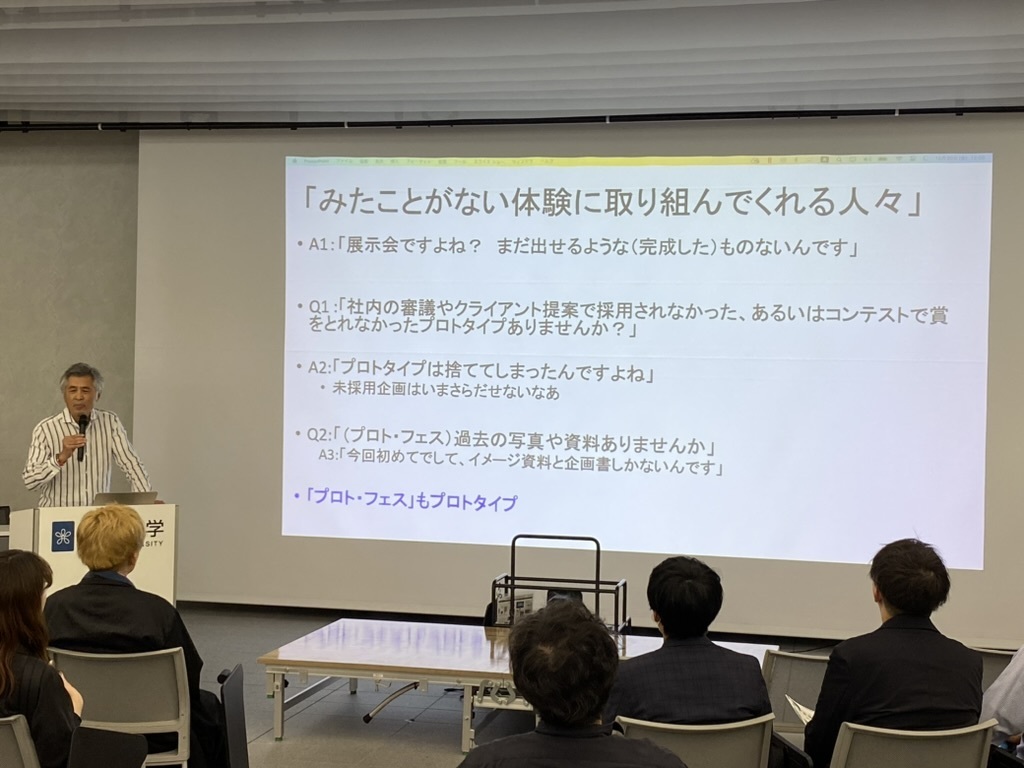 「みたことがない体験に取り組んでくれる人々」
• A1:「展示会ですよね？　まだ出せるような（完成した）ものないんです」
• Q1:「社内の審議やクライアント提案で採用されなかった、あるいはコンテストで賞
をとれなかったプロトタイプありませんか？」
• A2:「プロトタイプは捨ててしまったんですよね」
• 未採用企画はいまさらだせないなあ
• Q2:「（プロト・フェス）過去の写真や資料ありませんか」
A3:「今回初めてでして、イメージ資料と企画書しかないんです」
• 「プロト・フェス」もプロトタイプ
学
SITY